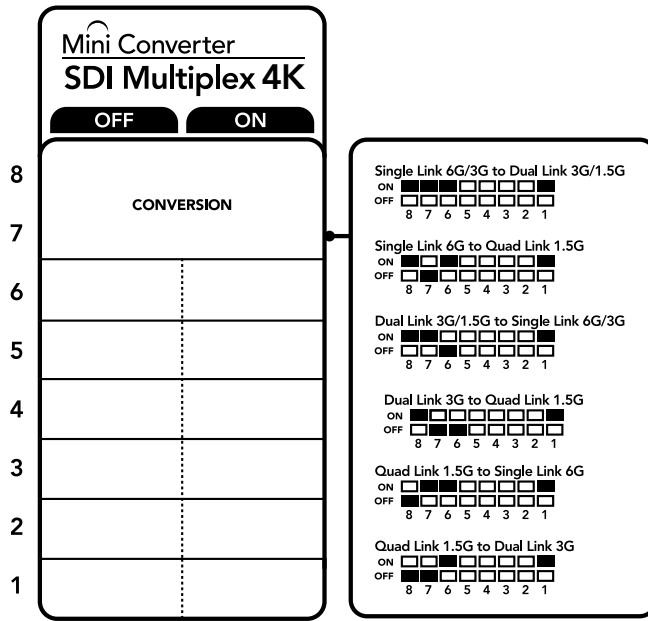 Mini Converter
SDI Multiplex 4K
OFF ON
8
CONVERSION
7
6
5
4
3
2
1
Single Link 6G/3G to Dual Link 3G/1.5G
ON
OFF
8 7 6 5 4 3 2 1
Single Link 6G to Quad Link 1.5G
ON
OFF
8 7 6 5 4 3 2 1
Dual Link 3G/1.5G to Single Link 6G/3G
ON
OFF
8 7 6 5 4 3 2 1
Dual Link 3G to Quad Link 1.5G
ON
OFF
8 7 6 5 4 3 2 1
Quad Link 1.5G to Single Link 6G
ON
OFF
8 7 6 5 4 3 2 1
Quad Link 1.5G to Dual Link 3G
ON
OFF
8 7 6 5 4 3 2 1